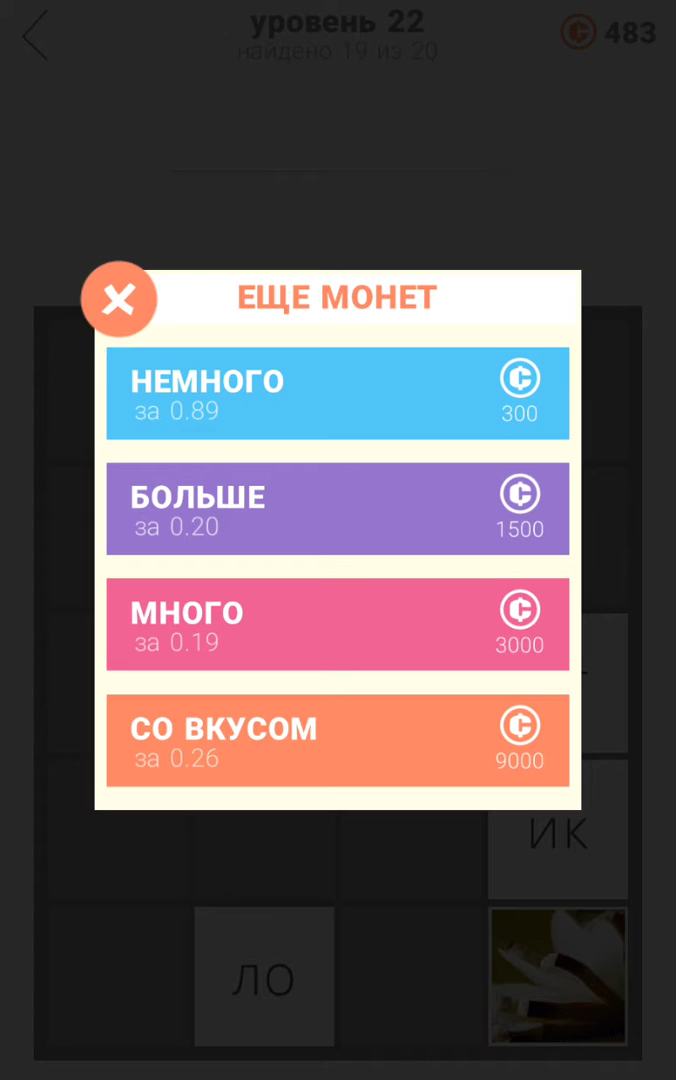 уровень 22
найдено 19 из 20
483
ЕЩЕ МОНЕТ
НЕМНОГО
за 0.89
300
БОЛЬШЕ
за 0.20
1500
МНОГО
за 0.19
3000
СО ВКУСОМ
за 0.26
9000
ИК
ЛО